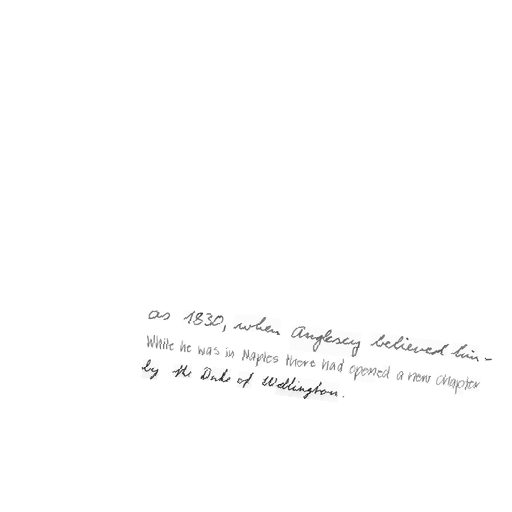 as 1830, when Anglesey believed him-
While he was in Naples there had opened a new chapter
by the Duke of Wellington.